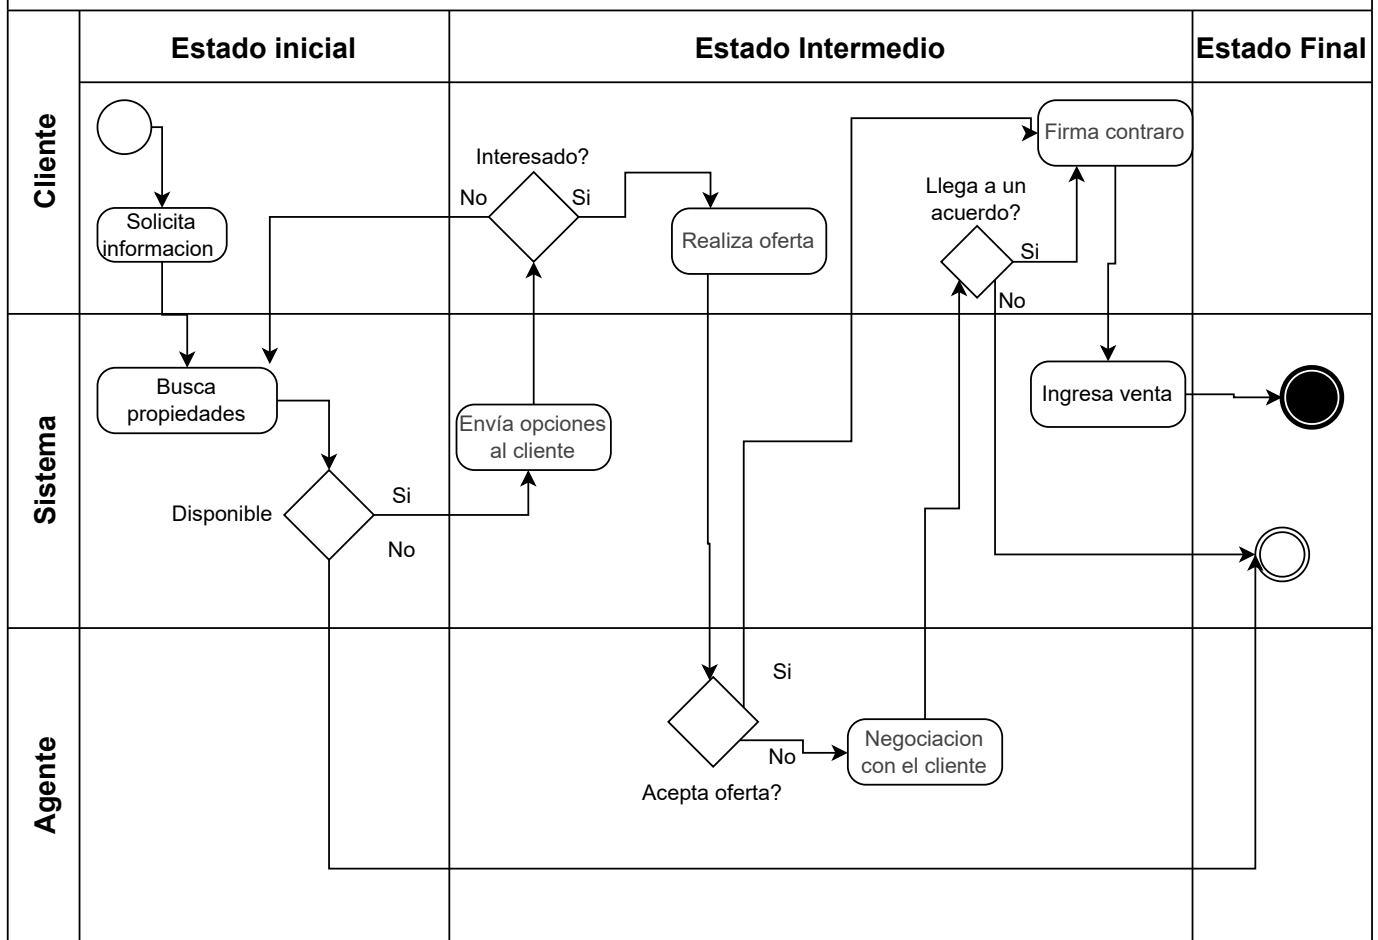 Estado inicial
Estado Intermedio
Estado Final
Cliente
Solicita
informacion
Interesado?
No
Si
Realiza oferta
Firma contraro
Llega a un
acuerdo?
Si
No
Sistema
Busca
propiedades
Disponible
Si
No
Envía opciones
al cliente
Ingresa venta
Agente
Si
No
Acepta oferta?
Negociacion
con el cliente